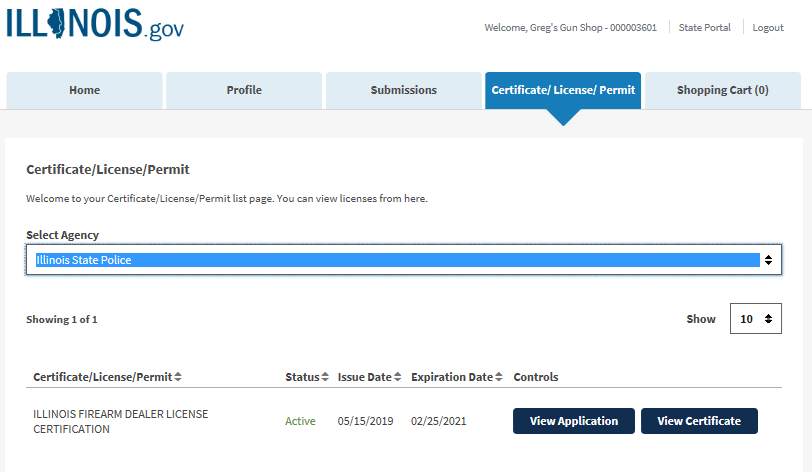 ILLINOIS.gov
Welcome, Greg's Gun Shop - 000003601 State Portal Logout
Home Profile Submissions Certificate/ License/ Permit Shopping Cart (0)
Certificate/License/Permit
Welcome to your Certificate/License/Permit list page. You can view licenses from here.
Select Agency
Illinois State Police
Showing 1 of 1 Show 10
Certificate/License/Permit Status Issue Date Expiration Date Controls
ILLINOIS FIREARM DEALER LICENSE
CERTIFICATION Active 05/15/2019 02/25/2021 View Application View Certificate